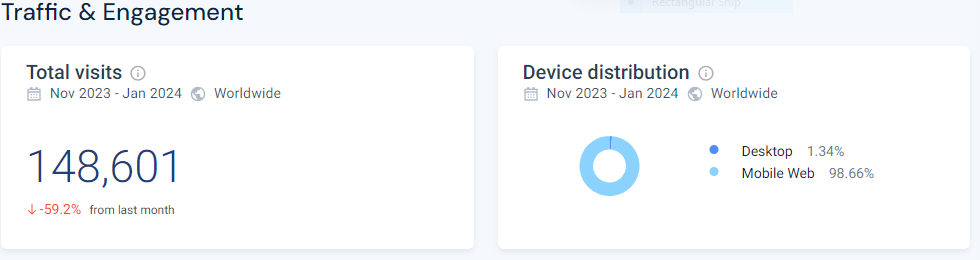 Traffic & Engagement
Rectangular Snip
Total visits
Nov 2023 - Jan 2024 Worldwide
148,601
-59.2% from last month
Device distribution
Nov 2023 - Jan 2024 Worldwide
Desktop 1.34%
Mobile Web 98.66%